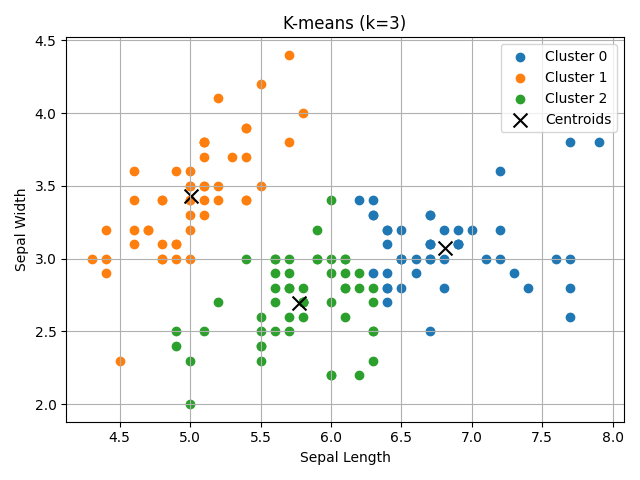 K-means (k=3)
Cluster 0
Cluster 1
Cluster 2
Centroids
Sepal Width
4.5
4.0
3.5
3.0
2.5
2.0
4.5 5.0 5.5 6.0 6.5 7.0 7.5 8.0
Sepal Length